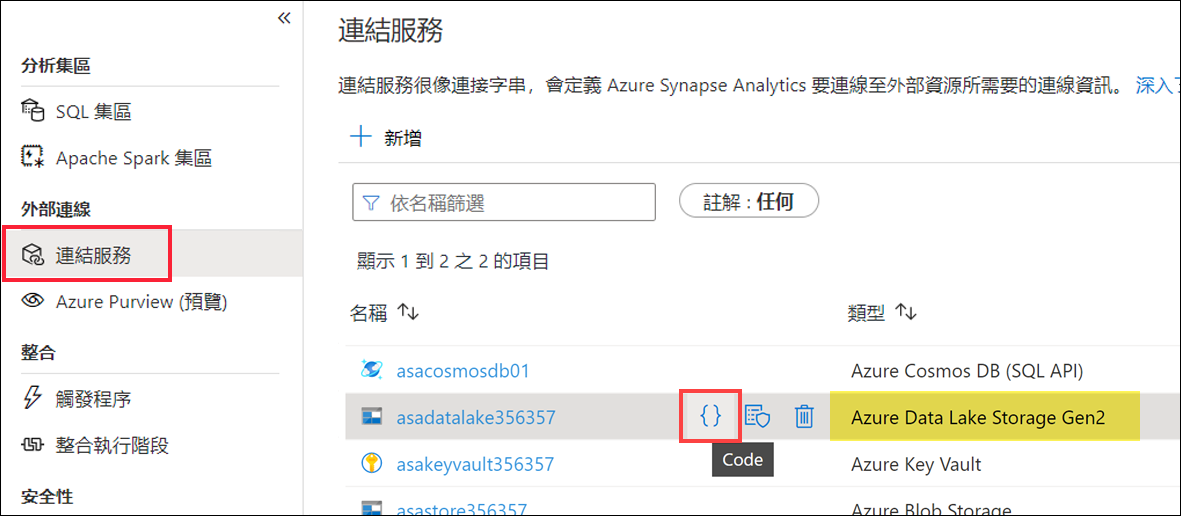 «
分析集區
SQL 集區
Apache Spark 集區
外部連線
連結服務
Azure Purview (預覽)
整合
觸發程序
整合執行階段
安全性
連結服務
連結服務很像連接字串，會定義 Azure Synapse Analytics 要連線至外部資源所需要的連線資訊。 深入
新增
依名稱篩選
註解 : 任何
顯示 1 到 2 之 2 的項目
名稱 類型
asacosmosdb01 Azure Cosmos DB (SQL API)
asadatalake356357 {} Azure Data Lake Storage Gen2
Code
asakeyvault356357 Azure Key Vault
asastore356357 Azure Blob Storage